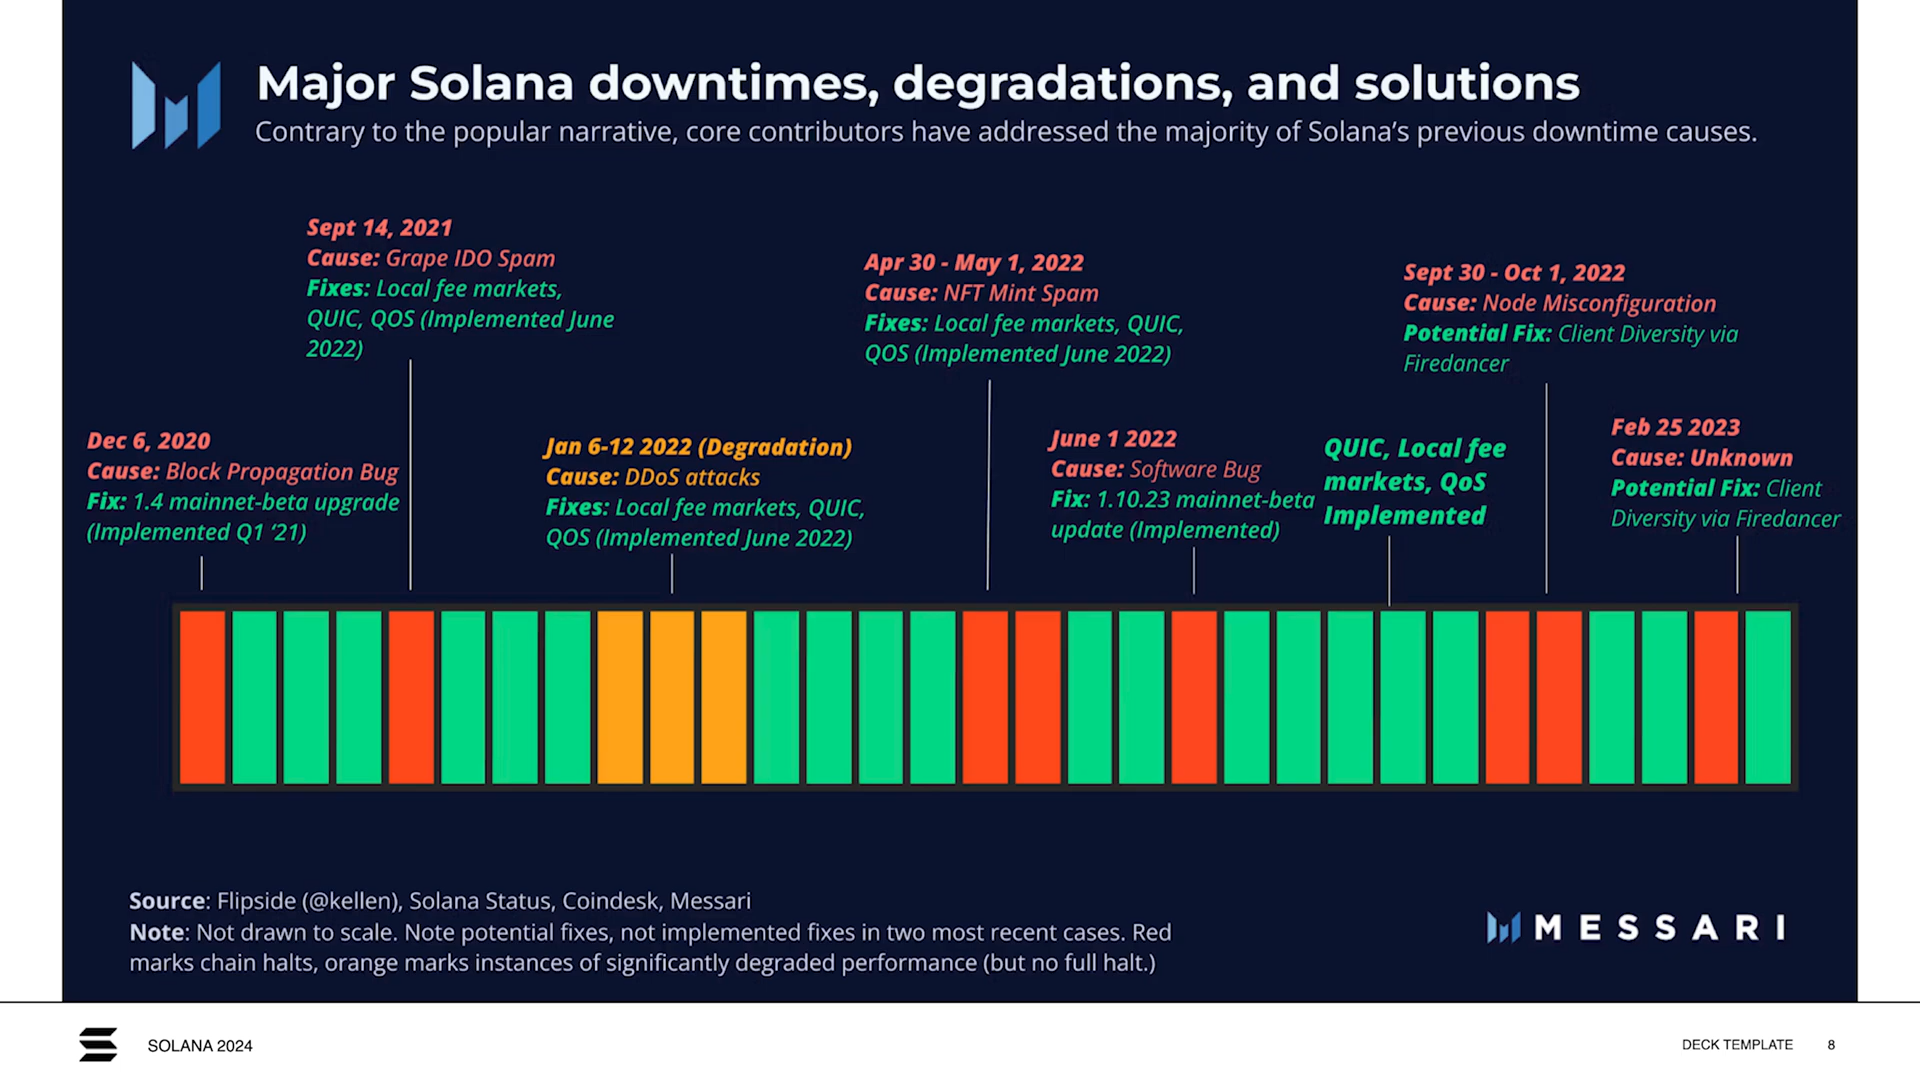 Major Solana downtimes, degradations, and solutions
Contrary to the popular narrative, core contributors have addressed the majority of Solana’s previous downtime causes.
Sept 14, 2021
Cause: Grape IDO Spam
Fixes: Local fee markets,
QUIC, QOS (Implemented June
2022)
Apr 30 - May 1, 2022
Cause: NFT Mint Spam
Fixes: Local fee markets, QUIC,
QOS (Implemented June 2022)
Sept 30 - Oct 1, 2022
Cause: Node Misconfiguration
Potential Fix: Client Diversity via
Firedancer
Dec 6, 2020
Cause: Block Propagation Bug
Fix: 1.4 mainnet-beta upgrade
(Implemented Q1 ‘21)
Jan 6-12 2022 (Degradation)
Cause: DDoS attacks
Fixes: Local fee markets, QUIC,
QOS (Implemented June 2022)
June 1 2022
Cause: Software Bug
Fix: 1.10.23 mainnet-beta
update (Implemented)
QUIC, Local fee
markets, QoS
Implemented
Feb 25 2023
Cause: Unknown
Potential Fix: Client
Diversity via Firedancer
Source: Flipside (@kellen), Solana Status, Coindesk, Messari
Note: Not drawn to scale. Note potential fixes, not implemented fixes in two most recent cases. Red
marks chain halts, orange marks instances of significantly degraded performance (but no full halt.)
MESSARI
SOLANA 2024
DECK TEMPLATE 8